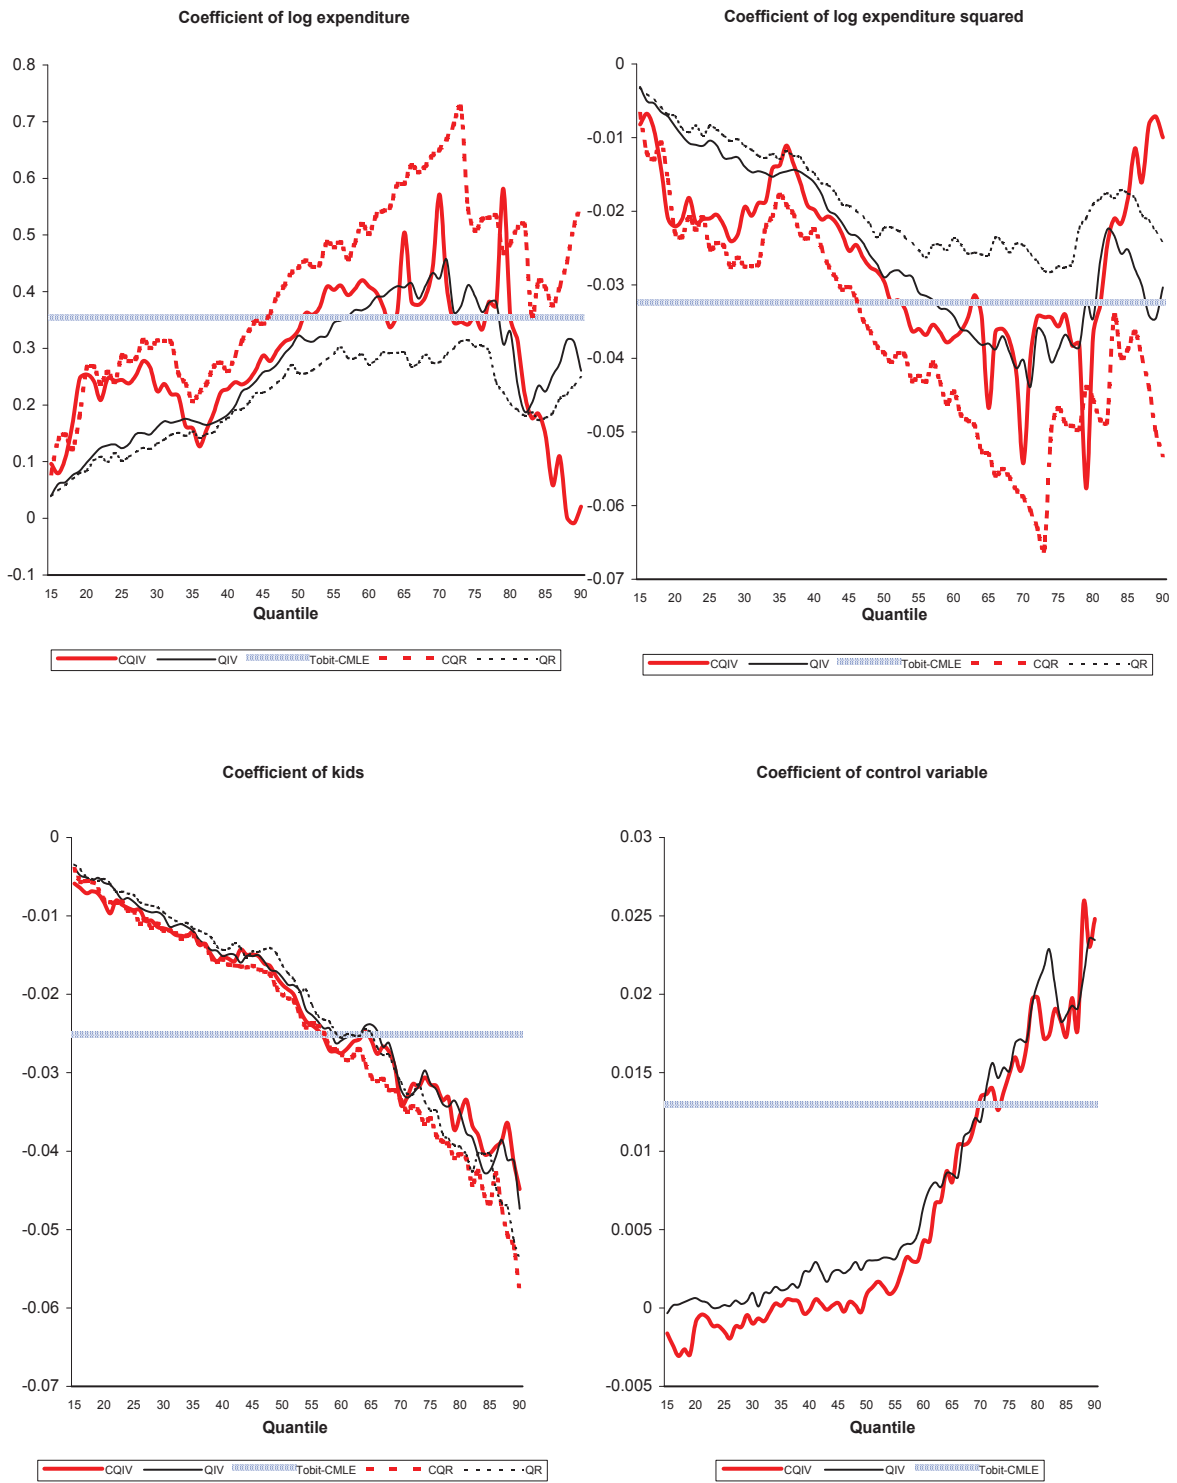 Coefficient of log expenditure
0.8
0.7
0.6
0.5
0.4
0.3
0.2
0.1
0
-0.1
15 20 25 30 35 40 45 50 55 60 65 70 75 80 85 90
Quantile
CQIV QIV Tobit-CMLE CQR QR
Coefficient of log expenditure squared
0
-0.01
-0.02
-0.03
-0.04
-0.05
-0.06
-0.07
15 20 25 30 35 40 45 50 55 60 65 70 75 80 85 90
Quantile
CQIV QIV Tobit-CMLE CQR QR
Coefficient of kids
0
-0.01
-0.02
-0.03
-0.04
-0.05
-0.06
-0.07
15 20 25 30 35 40 45 50 55 60 65 70 75 80 85 90
Quantile
CQIV QIV Tobit-CMLE CQR QR
Coefficient of control variable
0.03
0.025
0.02
0.015
0.01
0.005
0
-0.005
15 20 25 30 35 40 45 50 55 60 65 70 75 80 85 90
Quantile
CQIV QIV Tobit-CMLE